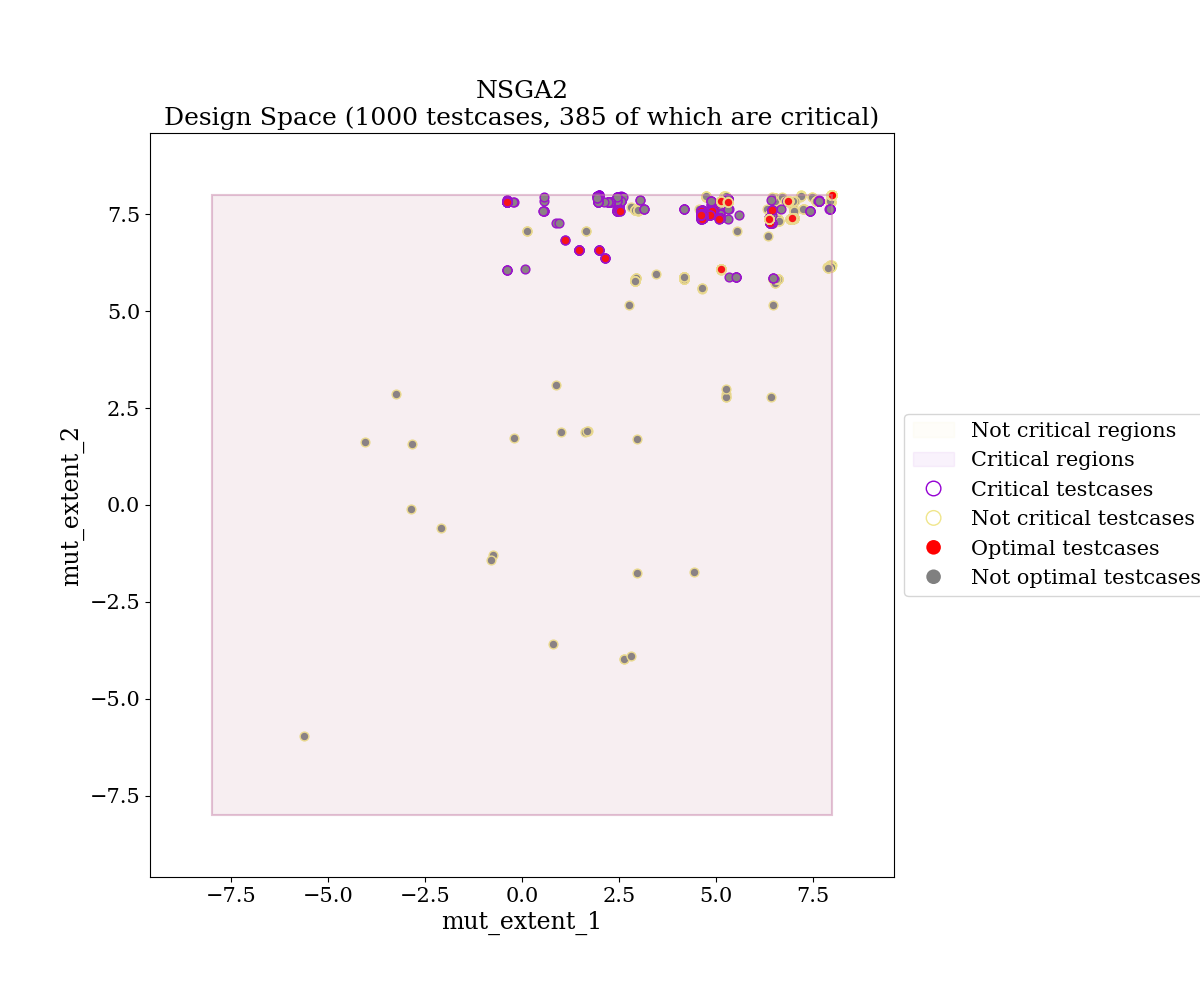 NSGA2
Design Space (1000 testcases, 385 of which are critical)
mut_extent_2
7.5
5.0
2.5
0.0
−2.5
−5.0
−7.5
−7.5
−5.0
−2.5
0.0
2.5
5.0
7.5
mut_extent_1
Not critical regions
Critical regions
Critical testcases
Not critical testcases
Optimal testcases
Not optimal testcases